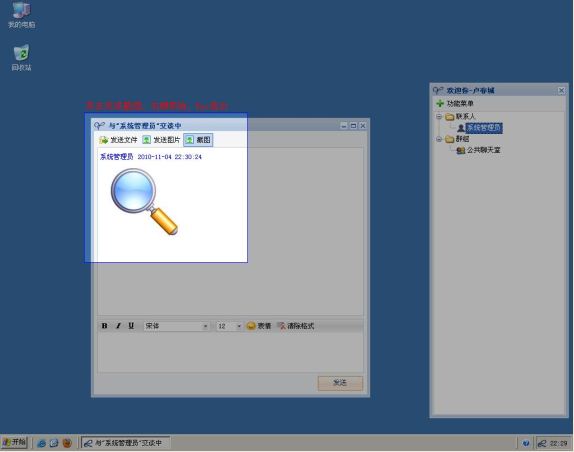 我的电脑
回收站
欢迎你-卢春城
功能菜单
联系人
系统管理员
群组
公共聊天室
与"系统管理员"交谈中
发送文件 发送图片 截图
系统管理员 2010-11-04 22:30:24
B I U 宋体 12 表情 清除格式
发送
开始 与"系统管理员"交谈中 22:29